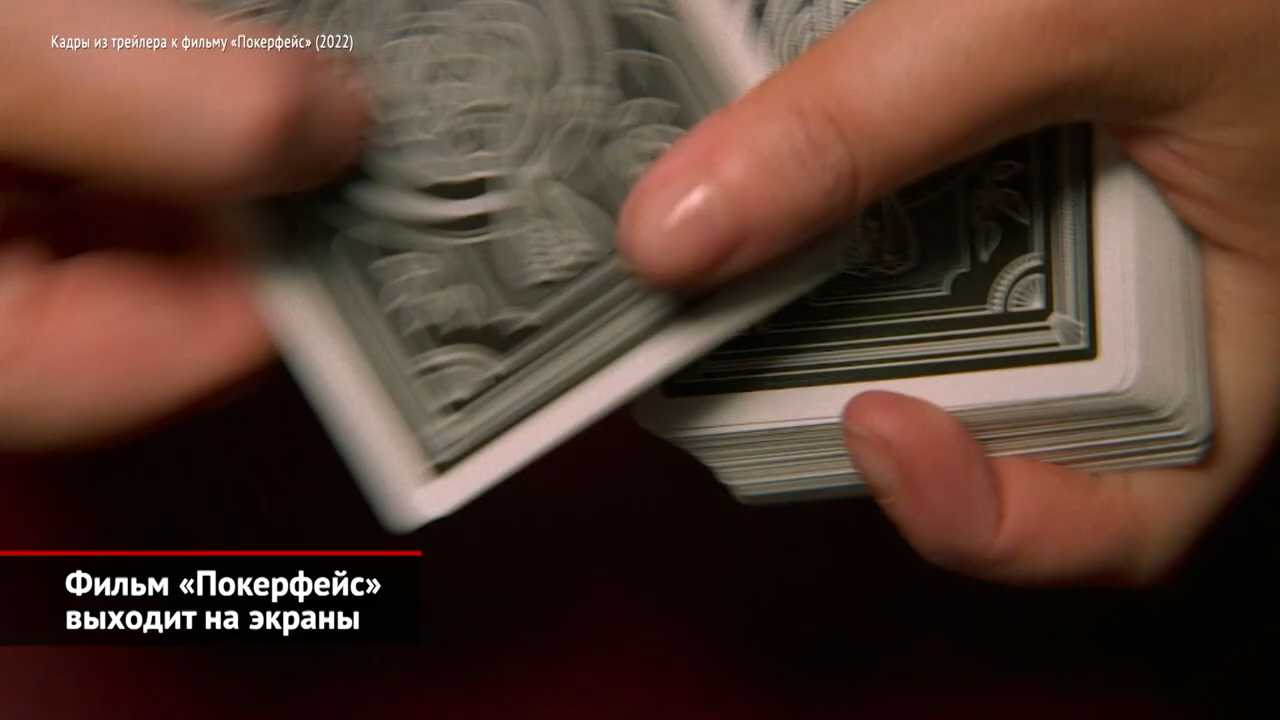 Кадры из трейлера к фильму «Покерфейс» (2022)
Фильм «Покерфейс»
выходит на экраны